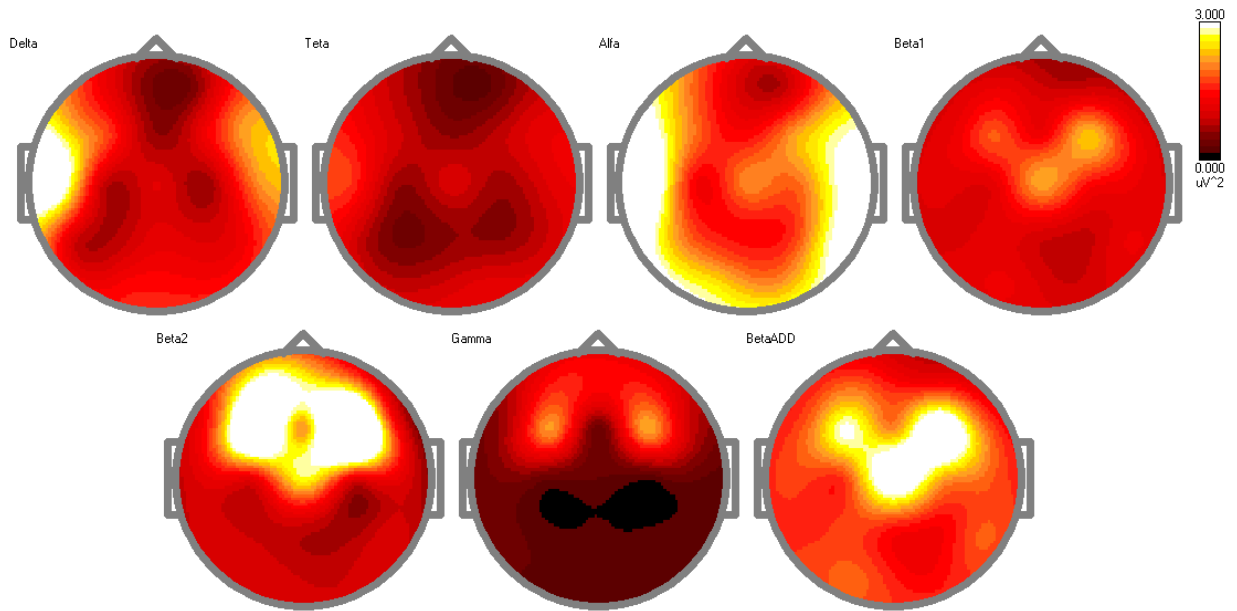 Delta
Teta
Alfa
Beta1
3.000
0.000
uV^2
Beta2
Gamma
BetaADD